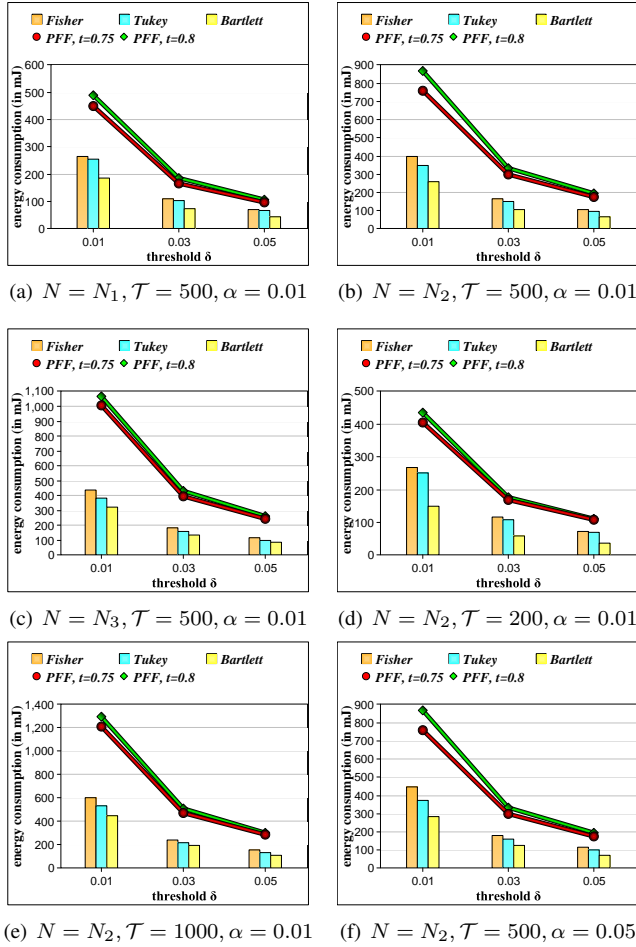 Fisher Tukey Bartlett
PFF, t=0.75 PFF, t=0.8
energy consumption (in mJ)
600
500
400
300
200
100
0
0.01 0.03 0.05
threshold δ
(a) N = N₁, 𝒯 = 500, α = 0.01
Fisher Tukey Bartlett
PFF, t=0.75 PFF, t=0.8
energy consumption (in mJ)
900
800
700
600
500
400
300
200
100
0
0.01 0.03 0.05
threshold δ
(b) N = N₂, 𝒯 = 500, α = 0.01
Fisher Tukey Bartlett
PFF, t=0.75 PFF, t=0.8
energy consumption (in mJ)
1,100
1,000
900
800
700
600
500
400
300
200
100
0
0.01 0.03 0.05
threshold δ
(c) N = N₃, 𝒯 = 500, α = 0.01
Fisher Tukey Bartlett
PFF, t=0.75 PFF, t=0.8
energy consumption (in mJ)
500
400
300
200
100
0
0.01 0.03 0.05
threshold δ
(d) N = N₂, 𝒯 = 200, α = 0.01
Fisher Tukey Bartlett
PFF, t=0.75 PFF, t=0.8
energy consumption (in mJ)
1,400
1,200
1,000
800
600
400
200
0
0.01 0.03 0.05
threshold δ
(e) N = N₂, 𝒯 = 1000, α = 0.01
Fisher Tukey Bartlett
PFF, t=0.75 PFF, t=0.8
energy consumption (in mJ)
900
800
700
600
500
400
300
200
100
0
0.01 0.03 0.05
threshold δ
(f) N = N₂, 𝒯 = 500, α = 0.05